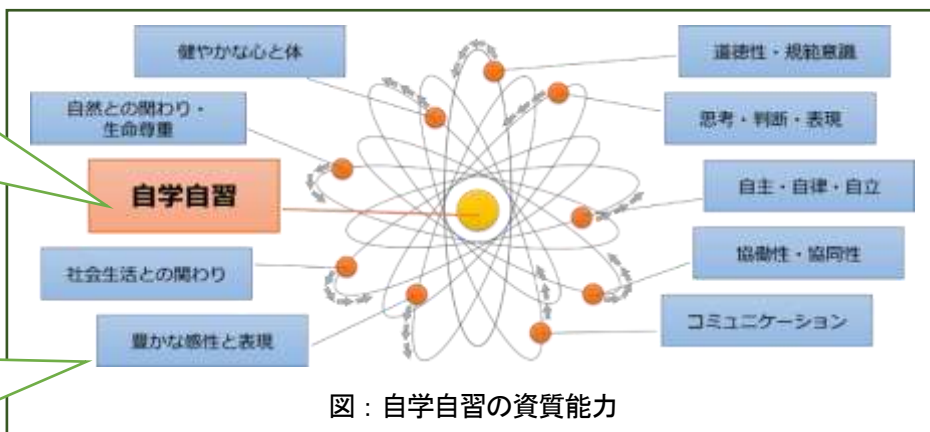 健やかな心と体
自然との関わり・
生命尊重
自学自習
社会生活との関わり
豊かな感性と表現
道徳性・規範意識
思考・判断・表現
自主・自律・自立
協働性・協同性
コミュニケーション
図：自学自習の資質能力